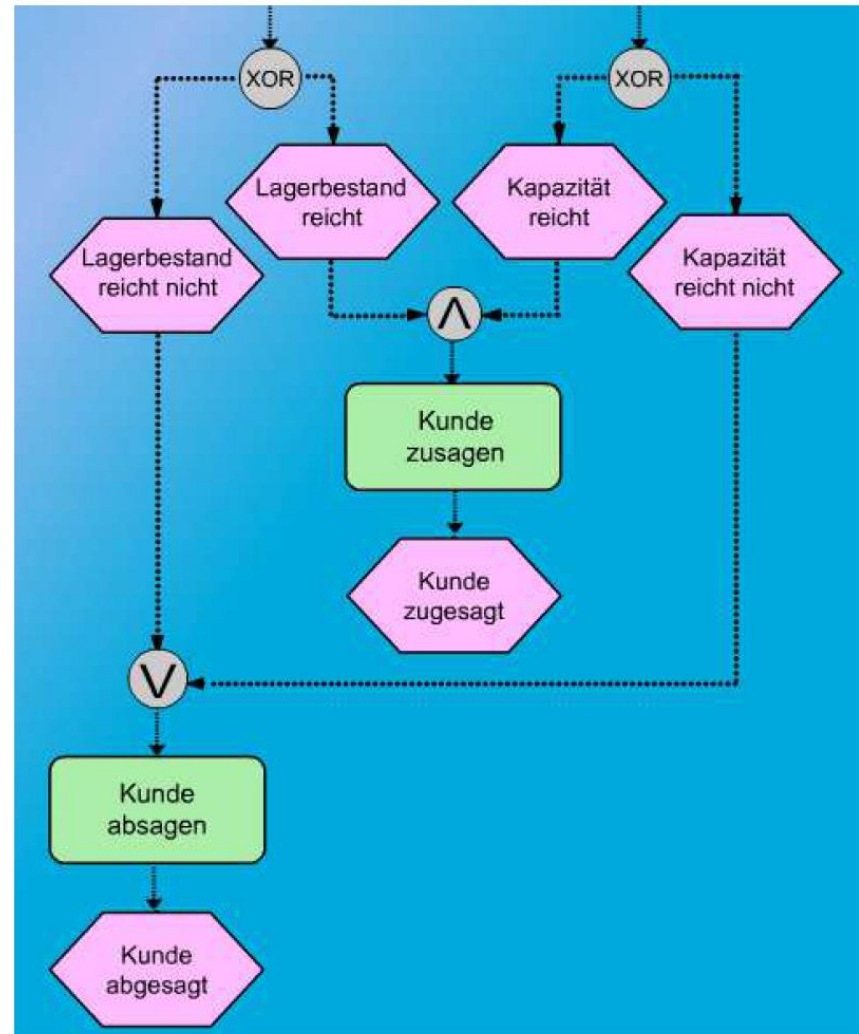 XOR
XOR
Lagerbestand
reicht
Kapazität
reicht
Lagerbestand
reicht nicht
Kapazität
reicht nicht
Λ
Kunde
zusagen
Kunde
zugesagt
V
Kunde
absagen
Kunde
abgesagt